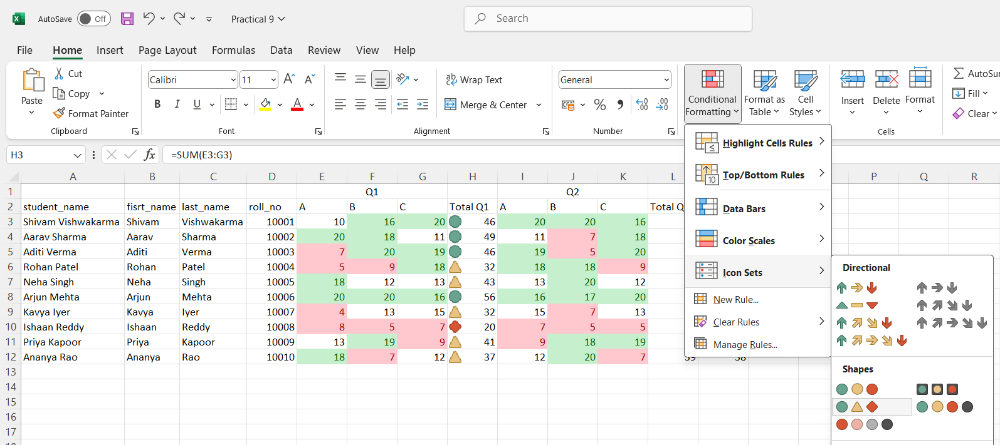 AutoSave Off Practical 9 Search
File Home Insert Page Layout Formulas Data Review View Help
Paste Cut Copy Format Painter Clipboard
Calibri 11 B I U A Font
Wrap Text Merge & Center Alignment
General % Number
Conditional Formatting Format as Table Cell Styles
Insert Delete Format Cells
Fill Clear
H3 fx =SUM(E3:G3)
A B C D E F G H I J K L P Q R
1 Q1 Q2
2 student_name fisrt_name last_name roll_no A B C Total Q1 A B C
3 Shivam Vishwakarma Shivam Vishwakarma 10001 10 16 20 46 20 20 16
4 Aarav Sharma Aarav Sharma 10002 20 18 11 49 11 7 18
5 Aditi Verma Aditi Verma 10003 7 20 19 46 19 5 20
6 Rohan Patel Rohan Patel 10004 5 9 18 32 18 18 9
7 Neha Singh Neha Singh 10005 18 12 13 43 13 20 12
8 Arjun Mehta Arjun Mehta 10006 20 20 16 56 16 17 20
9 Kavya Iyer Kavya Iyer 10007 4 13 15 32 15 7 13
10 Ishaan Reddy Ishaan Reddy 10008 8 5 7 20 7 5 5
11 Priya Kapoor Priya Kapoor 10009 13 19 9 41 9 18 19
12 Ananya Rao Ananya Rao 10010 18 7 12 37 12 20 7
13
14
15
16
17
Highlight Cells Rules
Top/Bottom Rules
Data Bars
Color Scales
Icon Sets
New Rule...
Clear Rules
Manage Rules...
Directional
Shapes